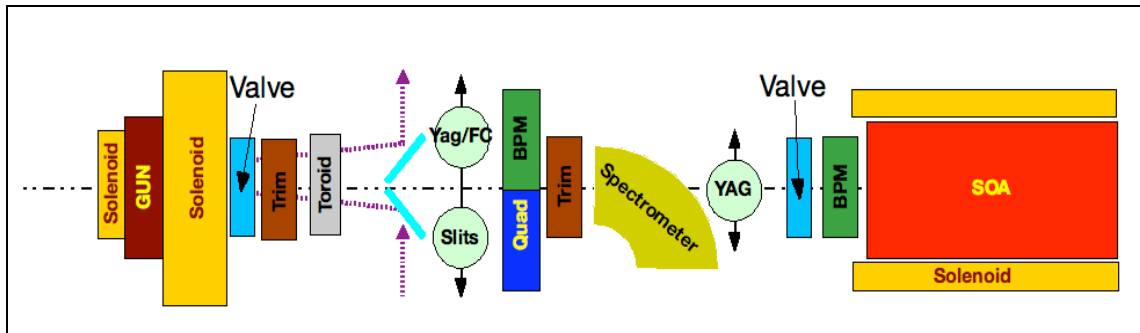 Solenoid
GUN
Solenoid
Valve
Trim
Toroid
Yag/FC
Slits
BPM
Quad
Trim
Spectrometer
YAG
Valve
BPM
SOA
Solenoid